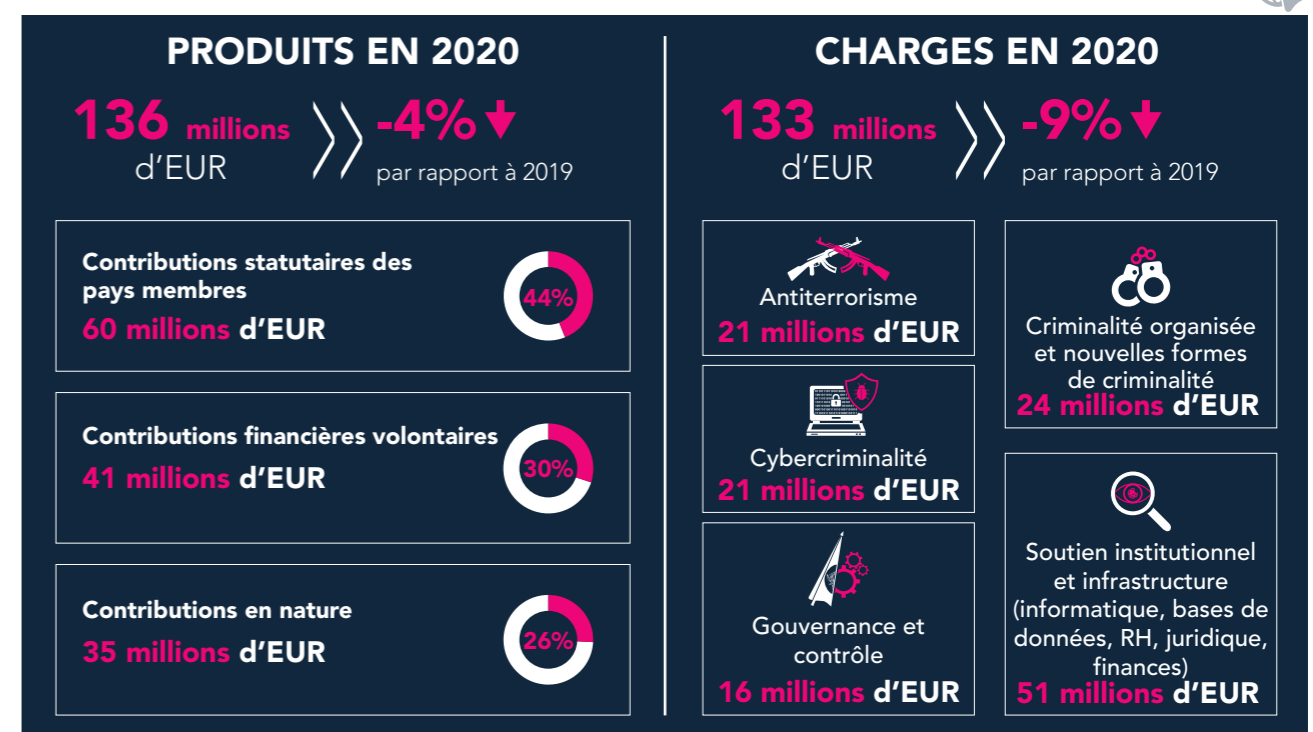 PRODUITS EN 2020
136 millions
d’EUR
-4%
par rapport à 2019
Contributions statutaires des
pays membres
60 millions d’EUR
44%
Contributions financières volontaires
41 millions d’EUR
30%
Contributions en nature
35 millions d’EUR
26%
CHARGES EN 2020
133 millions
d’EUR
-9%
par rapport à 2019
Antiterrorisme
21 millions d’EUR
Cybercriminalité
21 millions d’EUR
Gouvernance et
contrôle
16 millions d’EUR
Criminalité organisée
et nouvelles formes
de criminalité
24 millions d’EUR
Soutien institutionnel
et infrastructure
(informatique, bases de
données, RH, juridique,
finances)
51 millions d’EUR